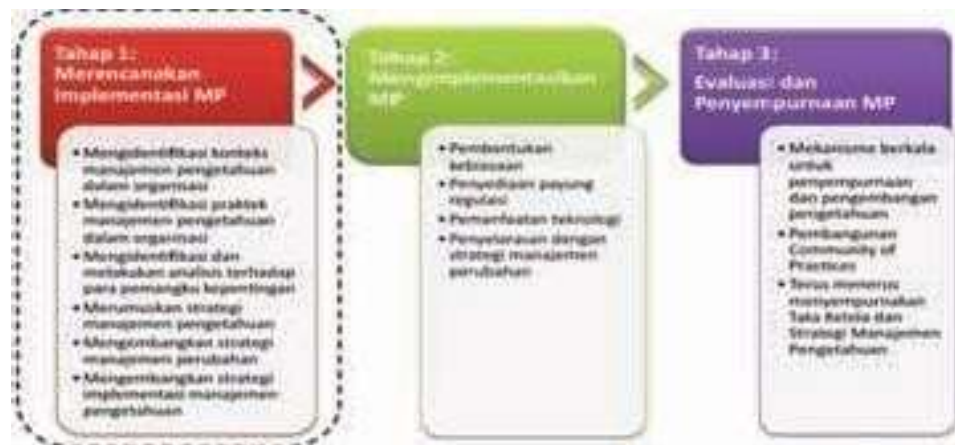 Tahap 1:
Merencanakan
Implementasi MP
• Mengidentifikasi konteks
manajemen pengetahuan
dalam organisasi
• Mengidentifikasi praktek
manajemen pengetahuan
dalam organisasi
• Mengidentifikasi dan
melakukan analisis terhadap
para pemangku kepentingan
• Merumuskan strategi
manajemen pengetahuan
• Mengembangkan strategi
manajemen perubahan
• Mengembangkan strategi
implementasi manajemen
pengetahuan
Tahap 2:
Mengimplementasikan
MP
• Pembentukan
kebiasaan
• Penyediaan payung
regulasi
• Pemanfaatan teknologi
• Penyelarasan dengan
strategi manajemen
perubahan
Tahap 3:
Evaluasi dan
Penyempurnaan MP
• Mekanisme berkala
untuk
penyempurnaan
dan pengembangan
pengetahuan
• Pembangunan
Community of
Practices
• Terus menerus
menyempurnakan
Tata Kelola dan
Strategi Manajemen
Pengetahuan